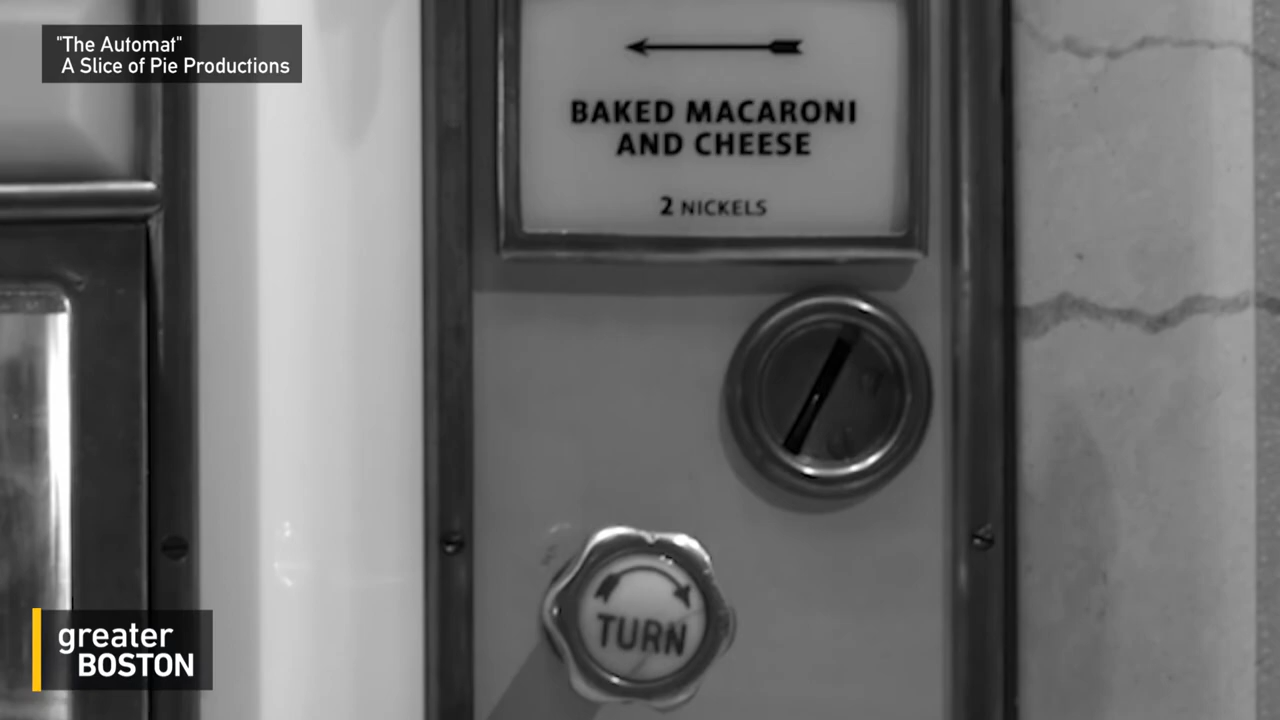 "The Automat"
A Slice of Pie Productions
BAKED MACARONI
AND CHEESE
2 NICKELS
TURN
greater
BOSTON